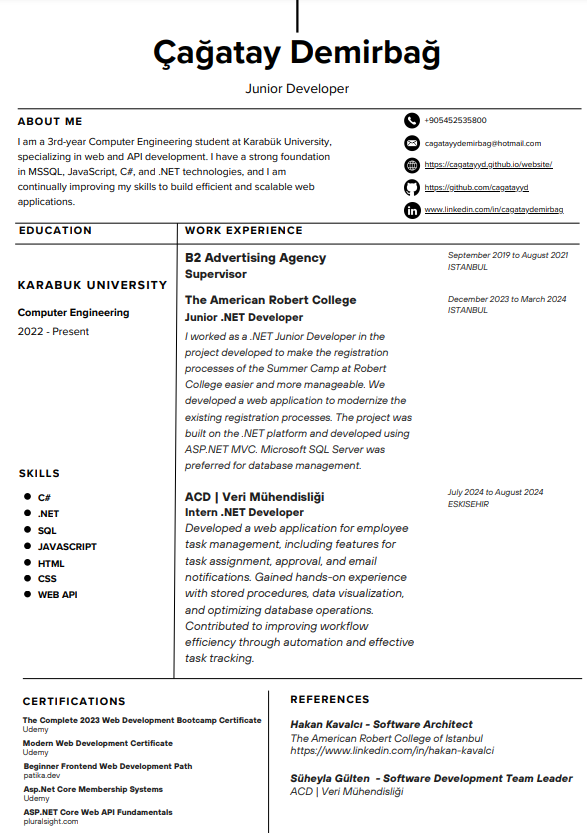 Çağatay Demirbağ
Junior Developer
ABOUT ME
I am a 3rd-year Computer Engineering student at Karabük University,
specializing in web and API development. I have a strong foundation
in MSSQL, JavaScript, C#, and .NET technologies, and I am
continually improving my skills to build efficient and scalable web
applications.
+905452535800
cagatayydemirbag@hotmail.com
https://cagatayyd.github.io/website/
https://github.com/cagatayyd
www.linkedin.com/in/cagataydemirbag
EDUCATION
KARABUK UNIVERSITY
Computer Engineering
2022 - Present
SKILLS
C#
.NET
SQL
JAVASCRIPT
HTML
CSS
WEB API
WORK EXPERIENCE
B2 Advertising Agency
Supervisor
September 2019 to August 2021
ISTANBUL
The American Robert College
Junior .NET Developer
December 2023 to March 2024
ISTANBUL
I worked as a .NET Junior Developer in the
project developed to make the registration
processes of the Summer Camp at Robert
College easier and more manageable. We
developed a web application to modernize the
existing registration processes. The project was
built on the .NET platform and developed using
ASP.NET MVC. Microsoft SQL Server was
preferred for database management.
ACD | Veri Mühendisliği
Intern .NET Developer
July 2024 to August 2024
ESKISEHIR
Developed a web application for employee
task management, including features for
task assignment, approval, and email
notifications. Gained hands-on experience
with stored procedures, data visualization,
and optimizing database operations.
Contributed to improving workflow
efficiency through automation and effective
task tracking.
CERTIFICATIONS
The Complete 2023 Web Development Bootcamp Certificate
Udemy
Modern Web Development Certificate
Udemy
Beginner Frontend Web Development Path
patika.dev
Asp.Net Core Membership Systems
Udemy
ASP.NET Core Web API Fundamentals
pluralsight.com
REFERENCES
Hakan Kavalcı - Software Architect
The American Robert College of Istanbul
https://www.linkedin.com/in/hakan-kavalci
Süheyla Gülten - Software Development Team Leader
ACD | Veri Mühendisliği